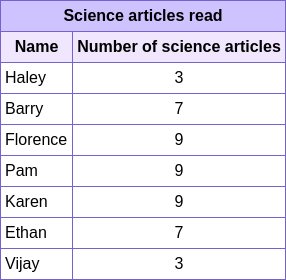 Science articles read
Name Number of science articles
Haley 3
Barry 7
Florence 9
Pam 9
Karen 9
Ethan 7
Vijay 3